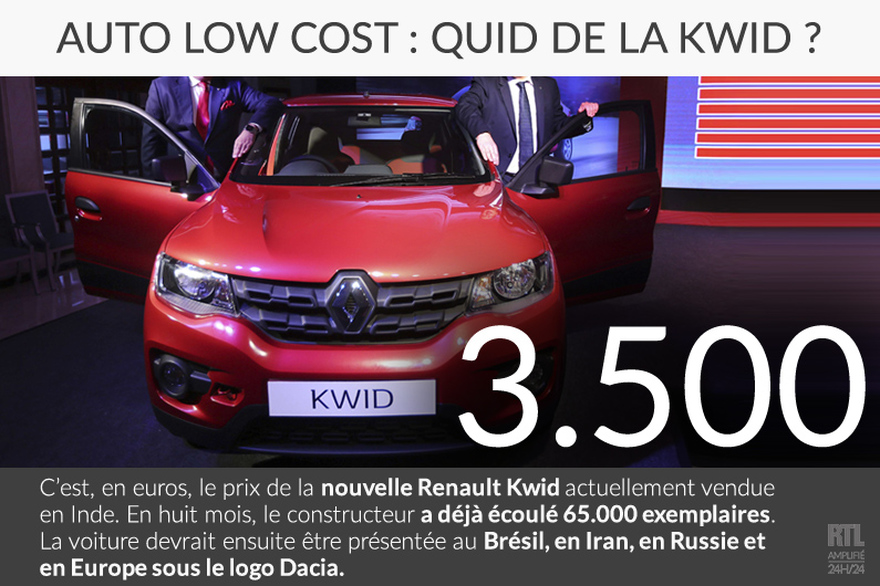 AUTO LOW COST : QUID DE LA KWID ?
KWID
3.500
C’est, en euros, le prix de la nouvelle Renault Kwid actuellement vendue
en Inde. En huit mois, le constructeur a déjà écoulé 65.000 exemplaires.
La voiture devrait ensuite être présentée au Brésil, en Iran, en Russie et
en Europe sous le logo Dacia.
RTL
AMPLIFIÉ
24H/24